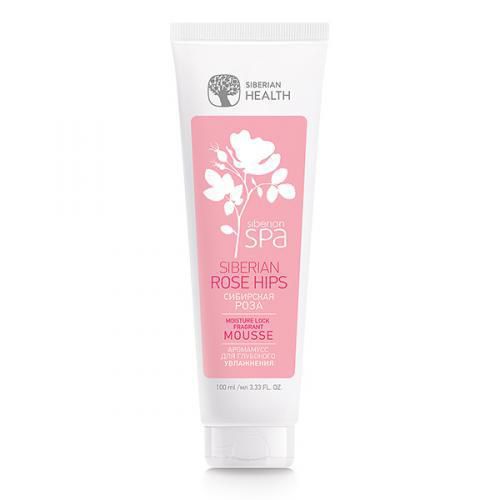 SIBERIAN
HEALTH
siberian
spa
SIBERIAN
ROSE HIPS
СИБИРСКАЯ
РОЗА
MOISTURE LOCK
FRAGRANT
MOUSSE
АРОМАМУСС
ДЛЯ ГЛУБОКОГО
УВЛАЖНЕНИЯ
100 ml /мл 3.33 FL. OZ.